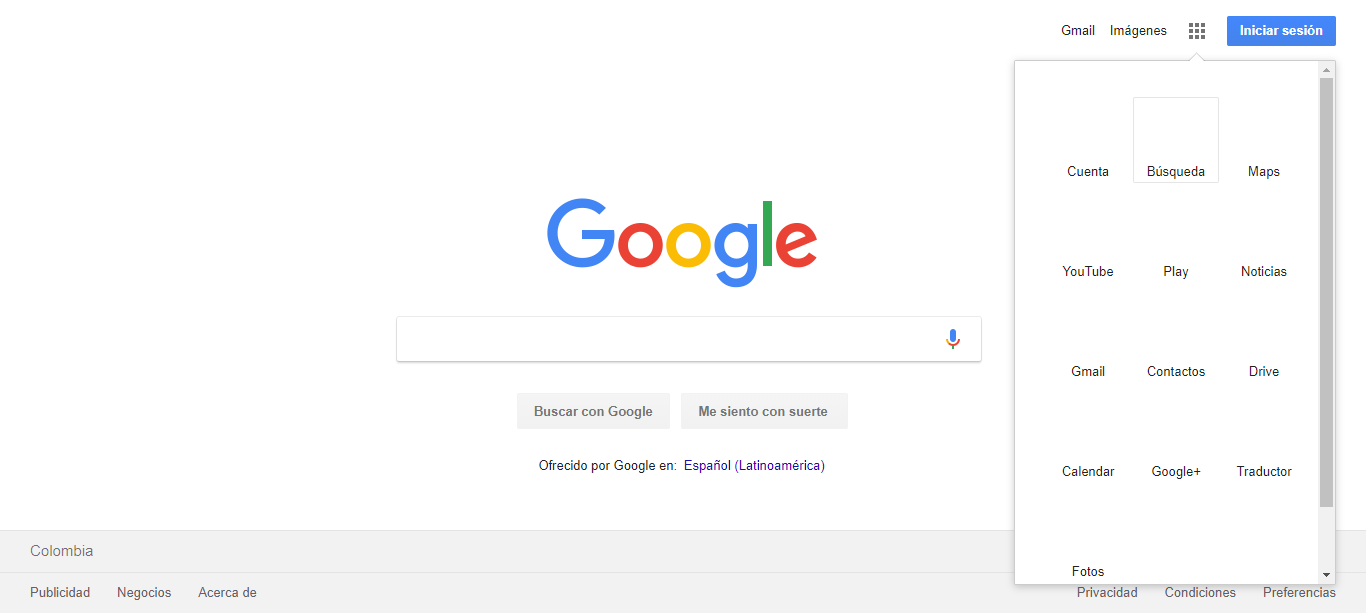 Gmail Imágenes Iniciar sesión
Cuenta Búsqueda Maps
YouTube Play Noticias
Gmail Contactos Drive
Calendar Google+ Traductor
Fotos
Google
Buscar con Google Me siento con suerte
Ofrecido por Google en: Español (Latinoamérica)
Colombia
Publicidad Negocios Acerca de Privacidad Condiciones Preferencias